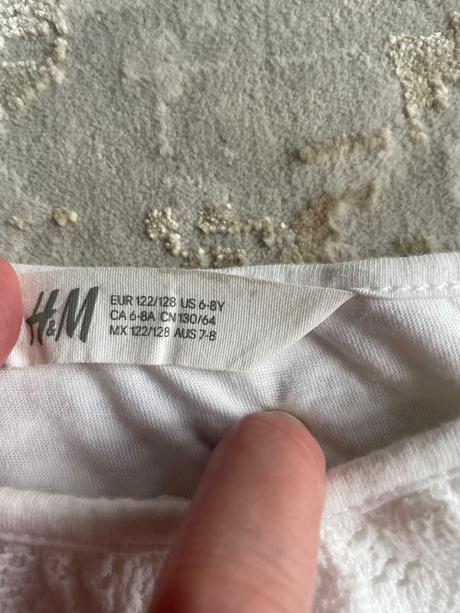 H&M
EUR 122/128 US 6-8Y
CA 6-8A CN 130/64
MX 122/128 AUS 7-8